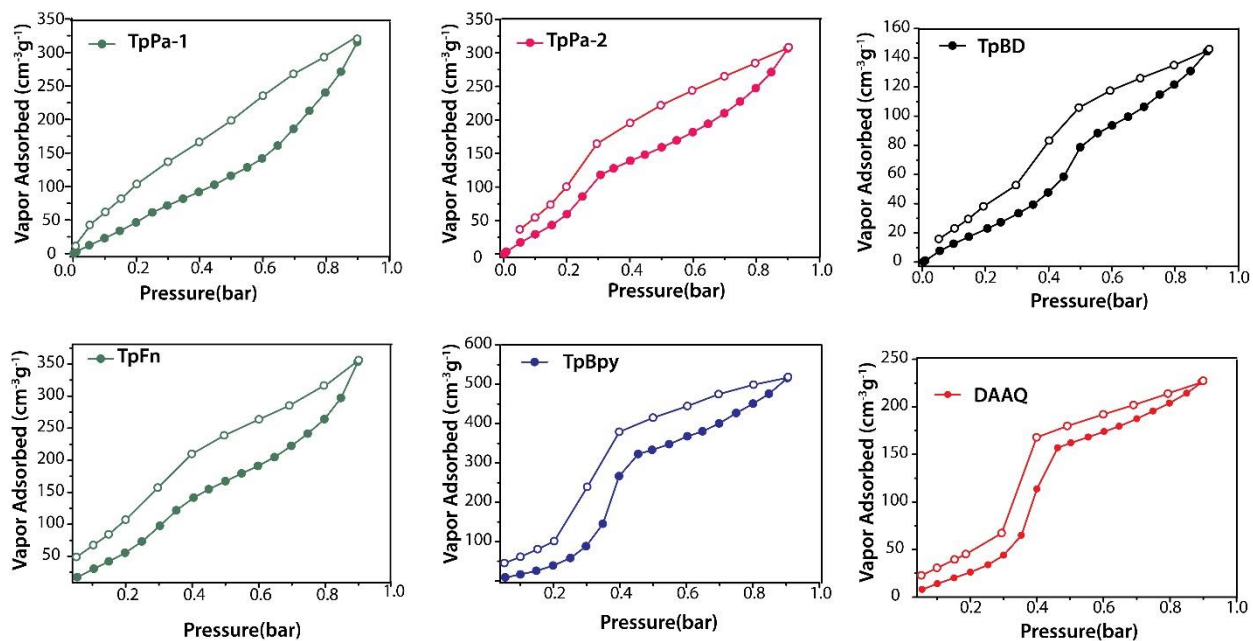 TpPa-1
Vapor Adsorbed (cm⁻³g⁻¹)
350
300
250
200
150
100
50
0
0.0 0.2 0.4 0.6 0.8 1.0
Pressure(bar)
TpPa-2
Vapor Adsorbed (cm⁻³g⁻¹)
350
300
250
200
150
100
50
0
0.0 0.2 0.4 0.6 0.8 1.0
Pressure(bar)
TpBD
Vapor Adsorbed (cm⁻³g⁻¹)
160
140
120
100
80
60
40
20
0
0.0 0.2 0.4 0.6 0.8 1.0
Pressure(bar)
TpFn
Vapor Adsorbed (cm⁻³g⁻¹)
350
300
250
200
150
100
50
0.2 0.4 0.6 0.8 1.0
Pressure(bar)
TpBpy
Vapor Adsorbed (cm⁻³g⁻¹)
600
500
400
300
200
100
0
0.2 0.4 0.6 0.8 1.0
Pressure(bar)
DAAQ
Vapor Adsorbed (cm⁻³g⁻¹)
250
200
150
100
50
0
0.2 0.4 0.6 0.8 1.0
Pressure(bar)